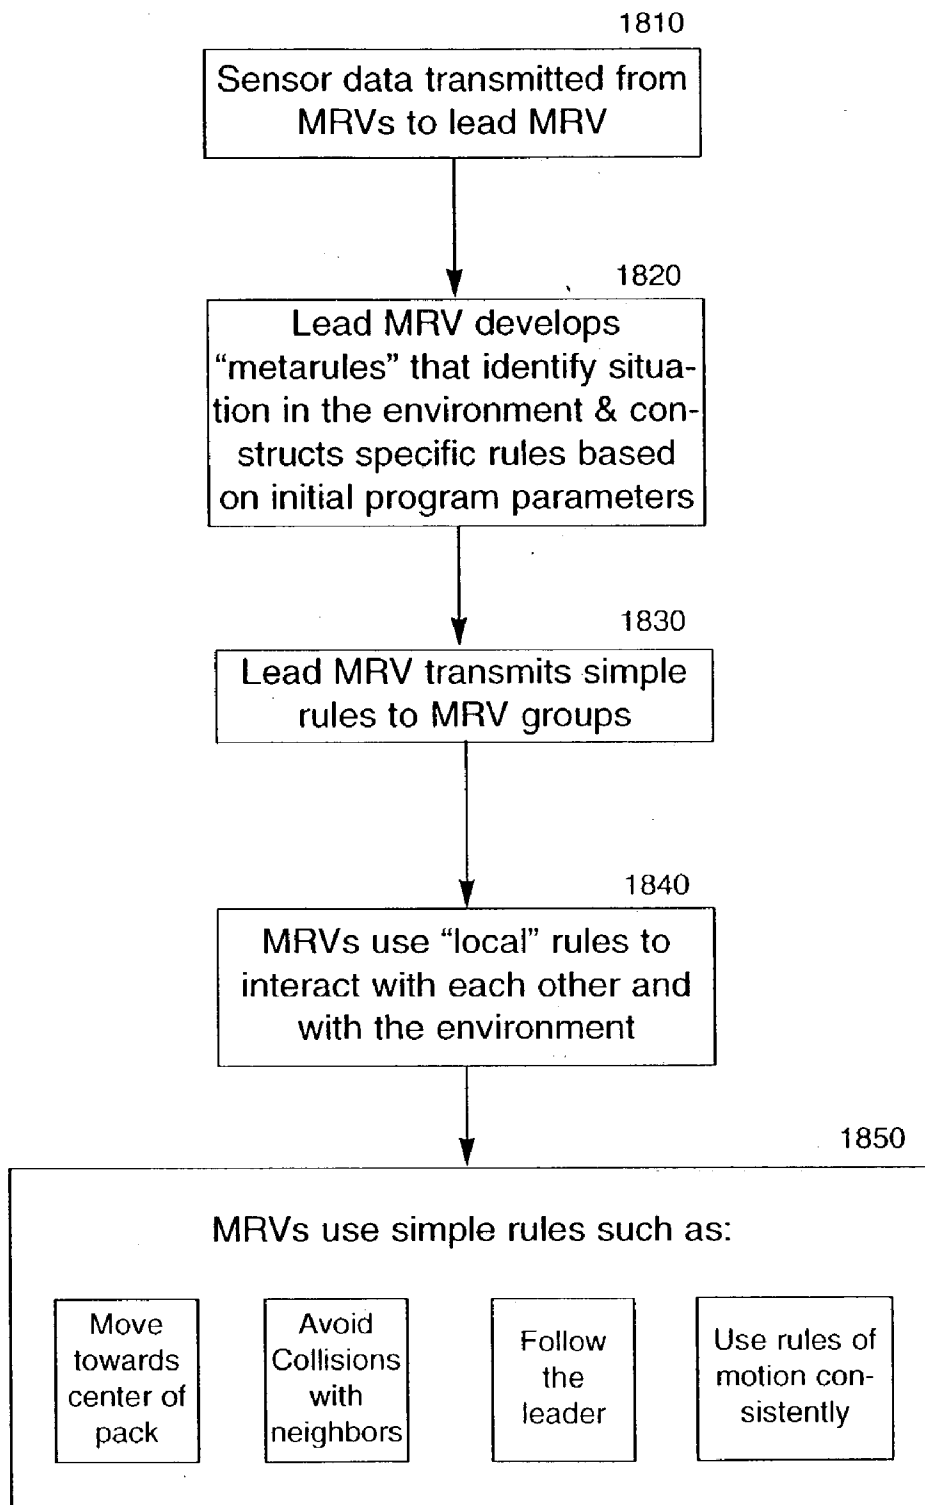 1810
Sensor data transmitted from
MRVs to lead MRV
1820
Lead MRV develops
“metarules” that identify situa-
tion in the environment & con-
structs specific rules based
on initial program parameters
1830
Lead MRV transmits simple
rules to MRV groups
1840
MRVs use “local” rules to
interact with each other and
with the environment
1850
MRVs use simple rules such as:
Move
towards
center of
pack
Avoid
Collisions
with
neighbors
Follow
the
leader
Use rules of
motion con-
sistently